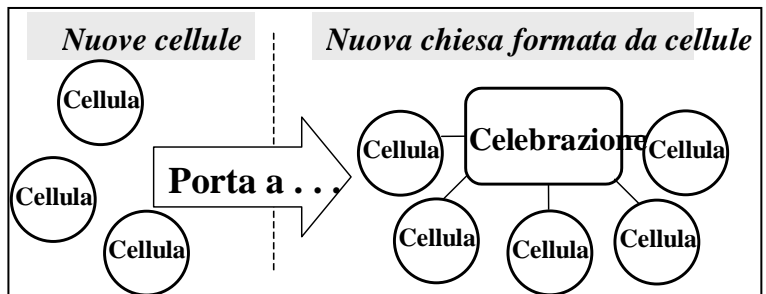 Nuove cellule
Nuova chiesa formata da cellule
Cellula
Cellula
Cellula
Porta a . . .
Celebrazione
Cellula
Cellula
Cellula
Cellula
Cellula